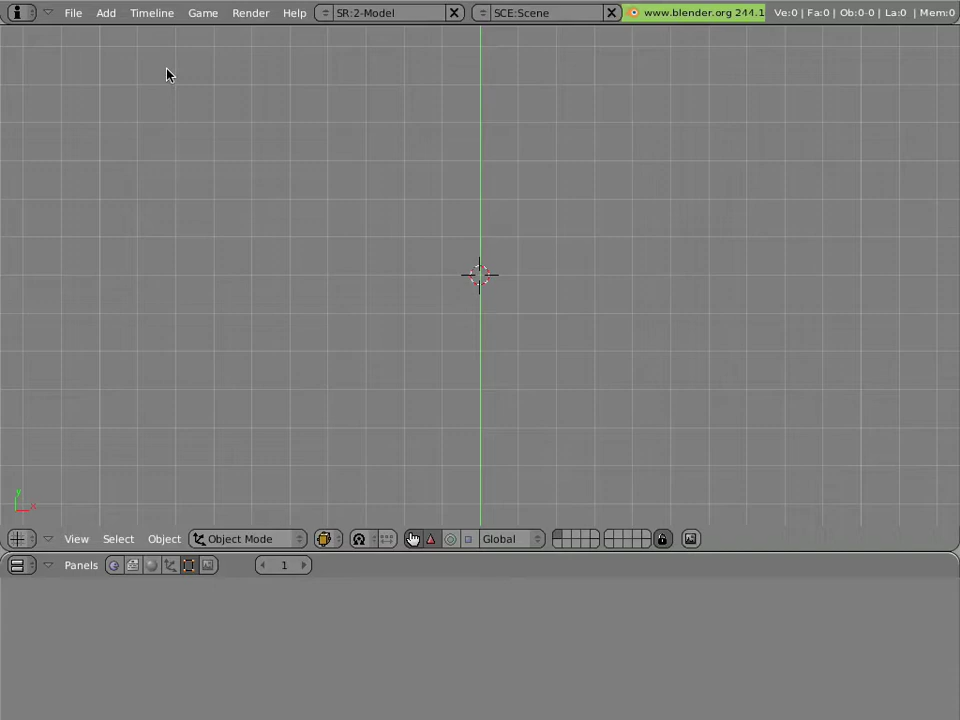 File Add Timeline Game Render Help SR:2-Model SCE:Scene www.blender.org 244.1 Ve:0 | Fa:0 | Ob:0-0 | La:0 | Mem:0
y
x
View Select Object Object Mode Global
Panels 1